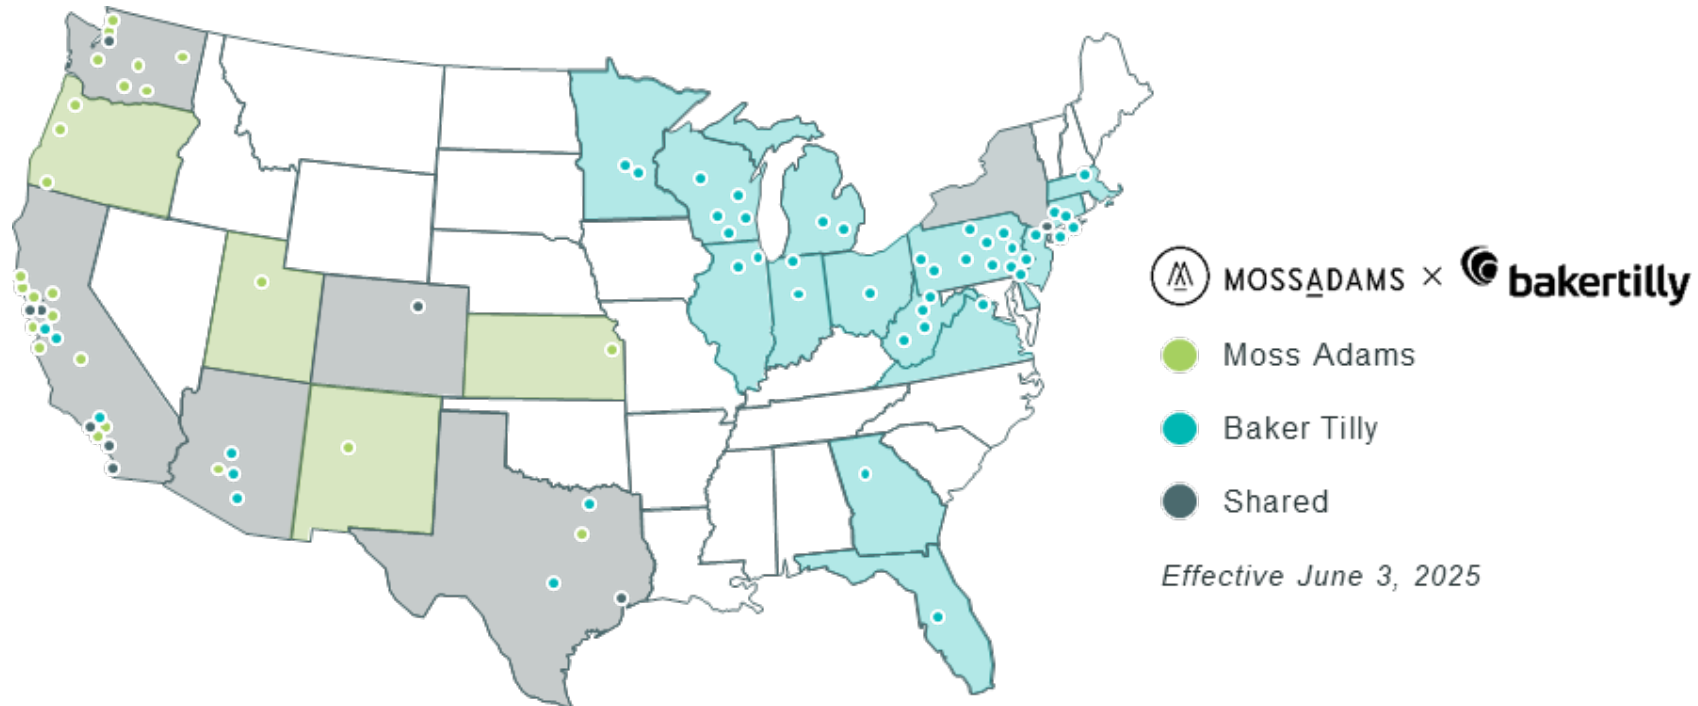 MOSSADAMS × bakertilly
Moss Adams
Baker Tilly
Shared
Effective June 3, 2025